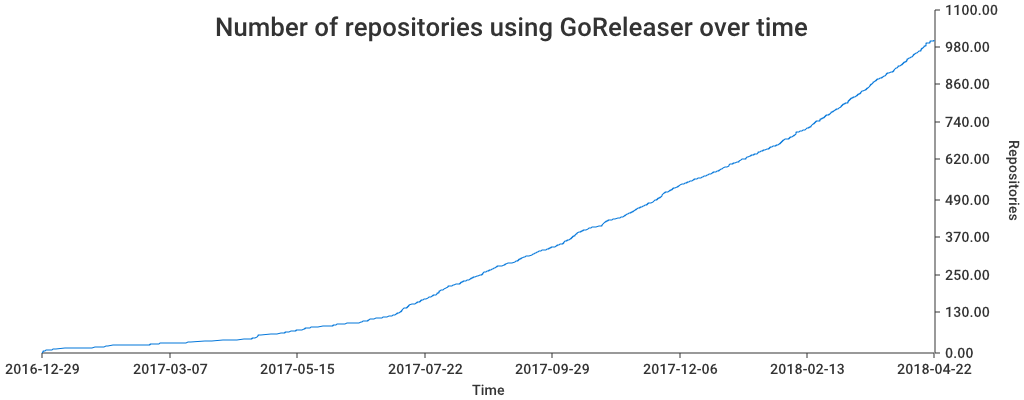 Number of repositories using GoReleaser over time
1100.00
980.00
860.00
740.00
620.00
490.00
370.00
250.00
130.00
0.00
Repositories
2016-12-29 2017-03-07 2017-05-15 2017-07-22 2017-09-29 2017-12-06 2018-02-13 2018-04-22
Time